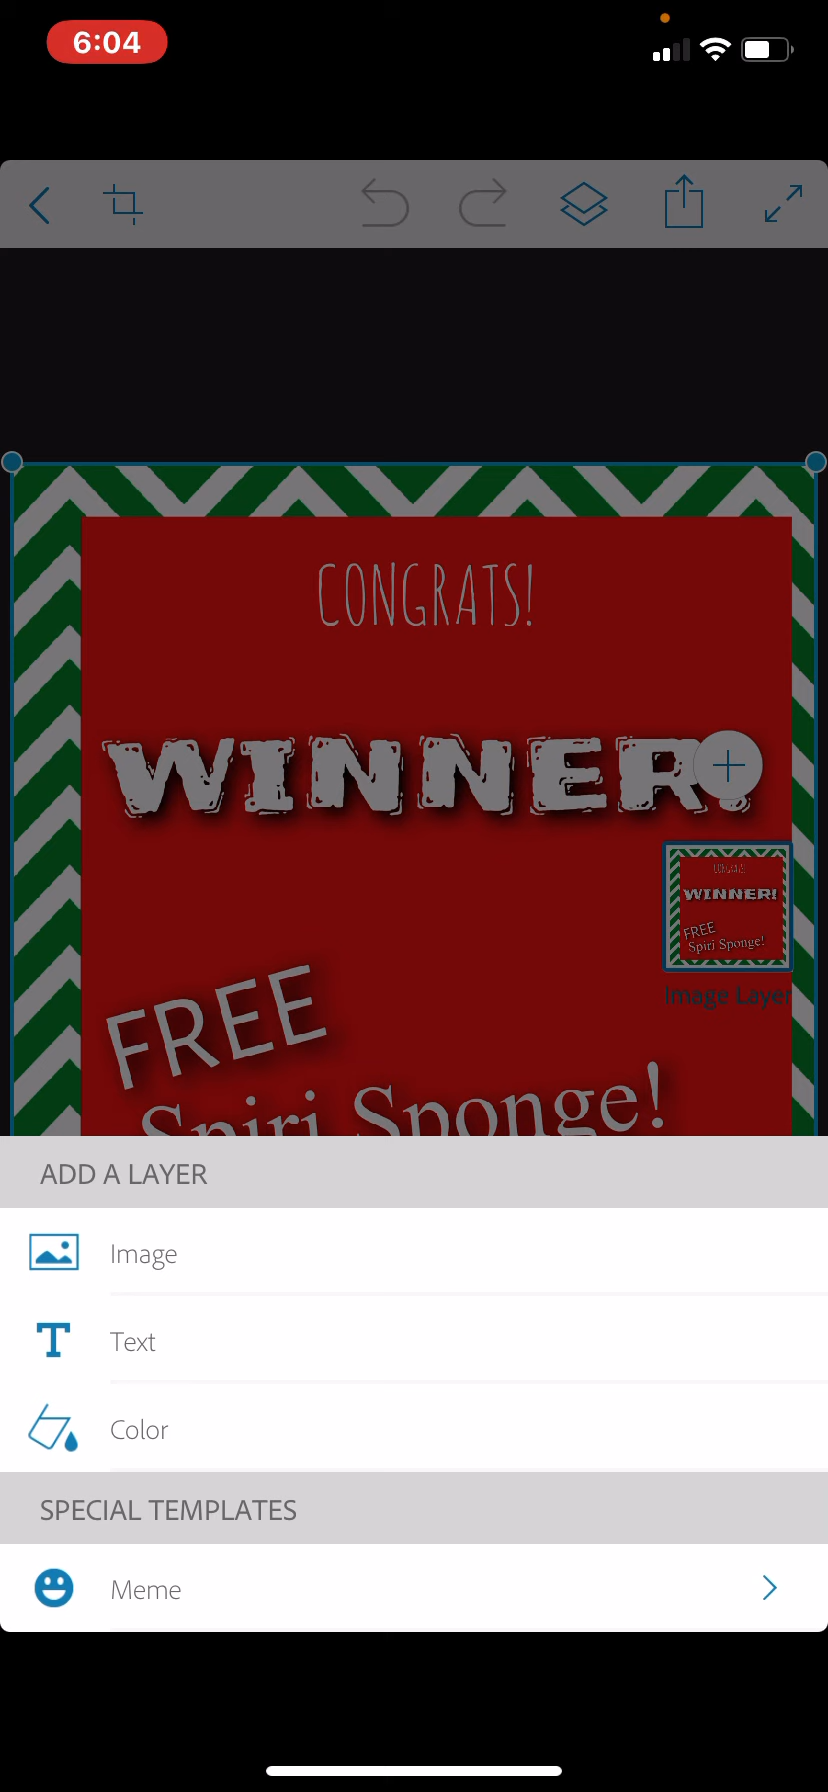 6:04
CONGRATS!
WINNER!
CONGRATS!
WINNER!
FREE
Spiri Sponge!
Image Layer
FREE
Spiri Sponge!
ADD A LAYER
Image
Text
Color
SPECIAL TEMPLATES
Meme